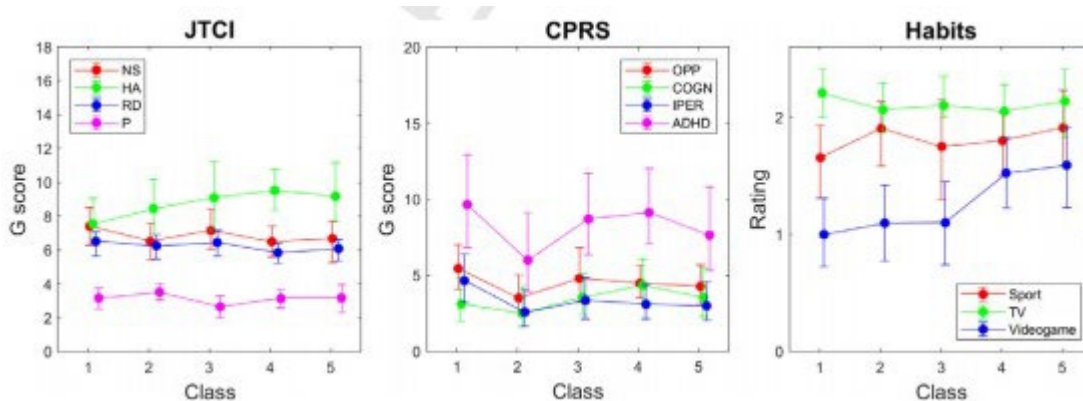 JTCI
CPRS
Habits
18
16
14
12
10
8
6
4
2
0
G score
NS
HA
RD
P
1 2 3 4 5
Class
20
15
10
5
0
G score
OPP
COGN
IPER
ADHD
1 2 3 4 5
Class
2
1
0
Rating
Sport
TV
Videogame
1 2 3 4 5
Class